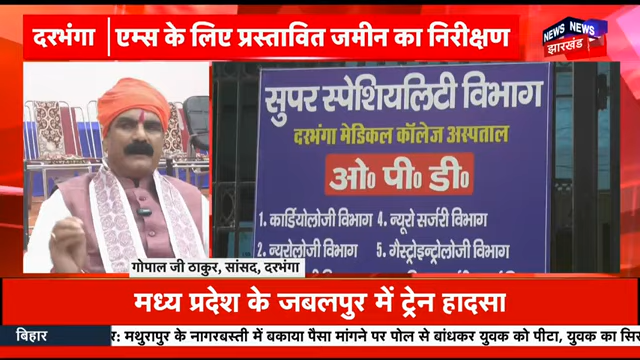 दरभंगा
एम्स के लिए प्रस्तावित जमीन का निरीक्षण
NEWS NEWS
झारखंड
सुपर स्पेशियलिटी विभाग
दरभंगा मेडिकल कॉलेज अस्पताल
ओ० पी० डी०
1. कार्डियोलॉजी विभाग 4. न्यूरो सर्जरी विभाग
2. न्यूरोलॉजी विभाग 5. गैस्ट्रोइन्ट्रोलॉजी विभाग
गोपाल जी ठाकुर, सांसद, दरभंगा
मध्य प्रदेश के जबलपुर में ट्रेन हादसा
बिहार
र: मथुरापुर के नागरबस्ती में बकाया पैसा मांगने पर पोल से बांधकर युवक को पीटा, युवक का सिर